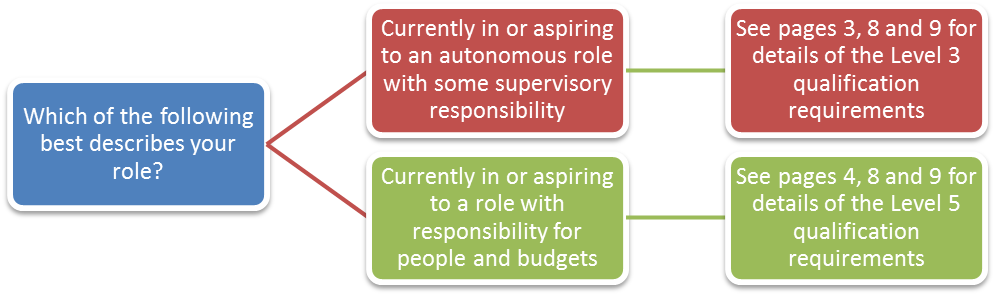 Which of the following
best describes your
role?
Currently in or aspiring
to an autonomous role
with some supervisory
responsibility
See pages 3, 8 and 9 for
details of the Level 3
qualification
requirements
Currently in or aspiring
to a role with
responsibility for
people and budgets
See pages 4, 8 and 9 for
details of the Level 5
qualification
requirements